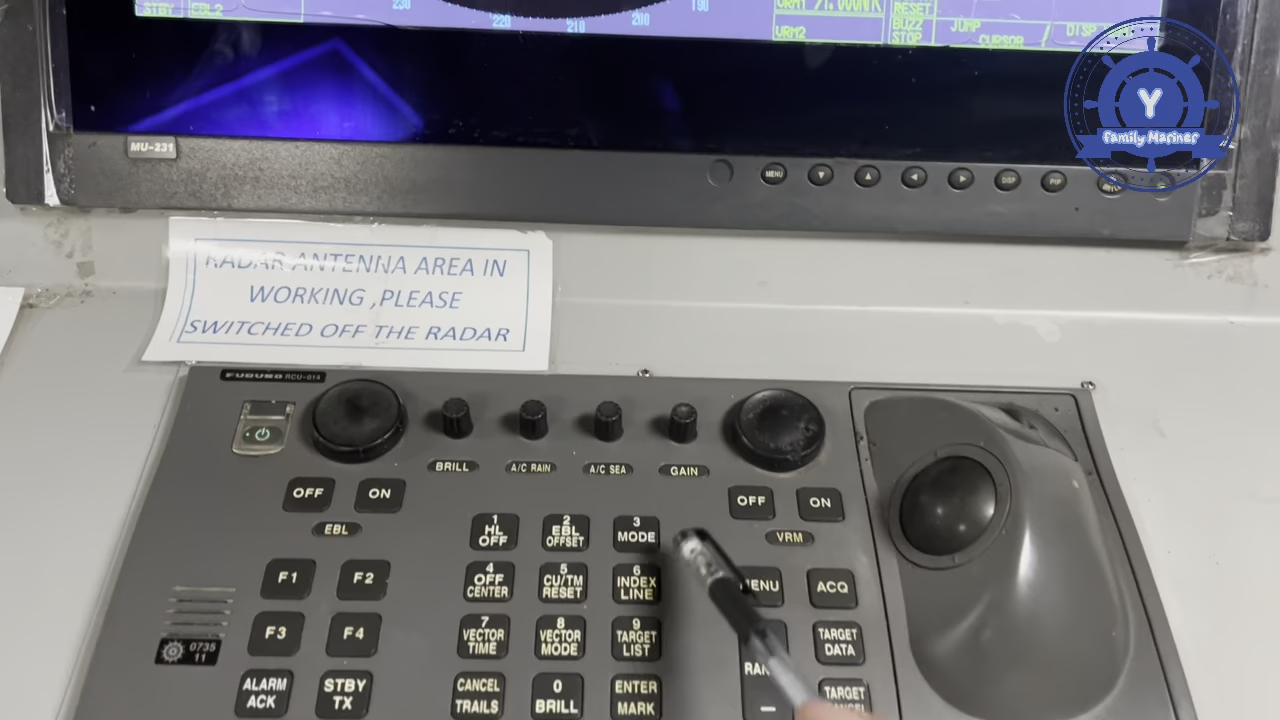 230
220
210
200
190
STBY
EBL2
VRM2
RESET
BUZZ
STOP
JUMP
CURSOR /
Y
family Mariner
MU-231
MENU
DISP
RADAR ANTENNA AREA IN
WORKING ,PLEASE
SWITCHED OFF THE RADAR
FURUNO RCU-014
BRILL
A/C RAIN
A/C SEA
GAIN
OFF
ON
EBL
OFF
ON
VRM
1
HL
OFF
2
EBL
OFFSET
3
MODE
F1
F2
4
OFF
CENTER
5
CU/TM
RESET
6
INDEX
LINE
MENU
ACQ
F3
F4
7
VECTOR
TIME
8
VECTOR
MODE
9
TARGET
LIST
TARGET
DATA
0735
11
ALARM
ACK
STBY
TX
CANCEL
TRAILS
0
BRILL
ENTER
MARK
RAN
−
TARGET